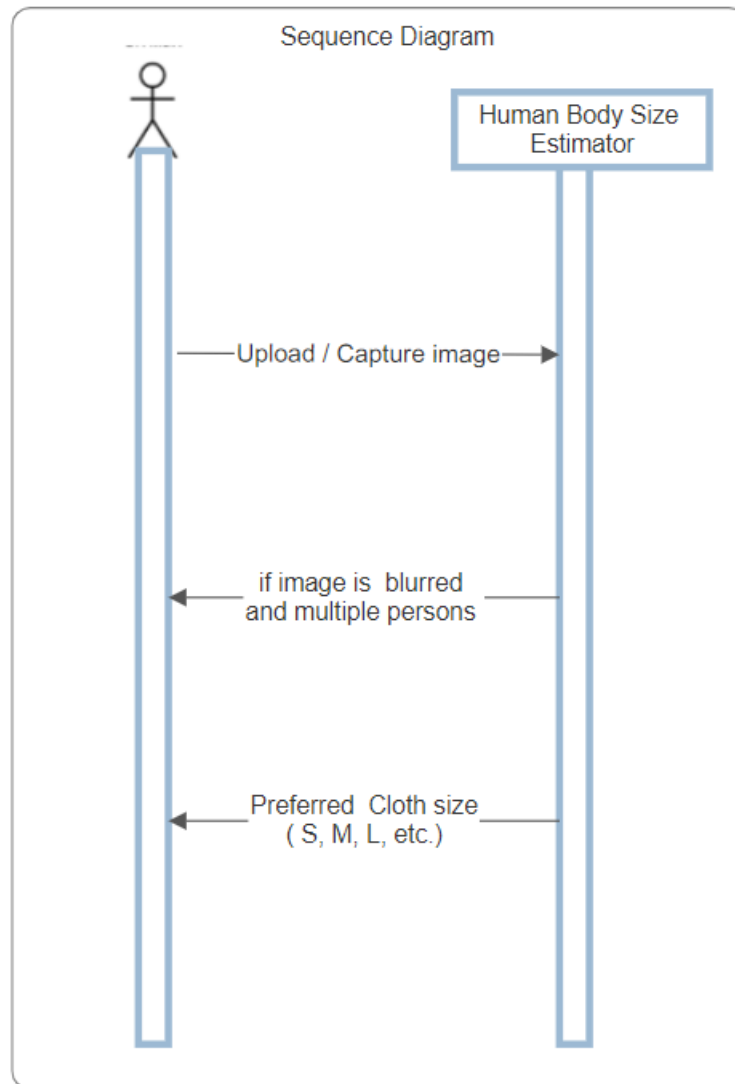 Sequence Diagram
Human Body Size
Estimator
Upload / Capture image
if image is  blurred
and multiple persons
Preferred  Cloth size
( S, M, L, etc.)